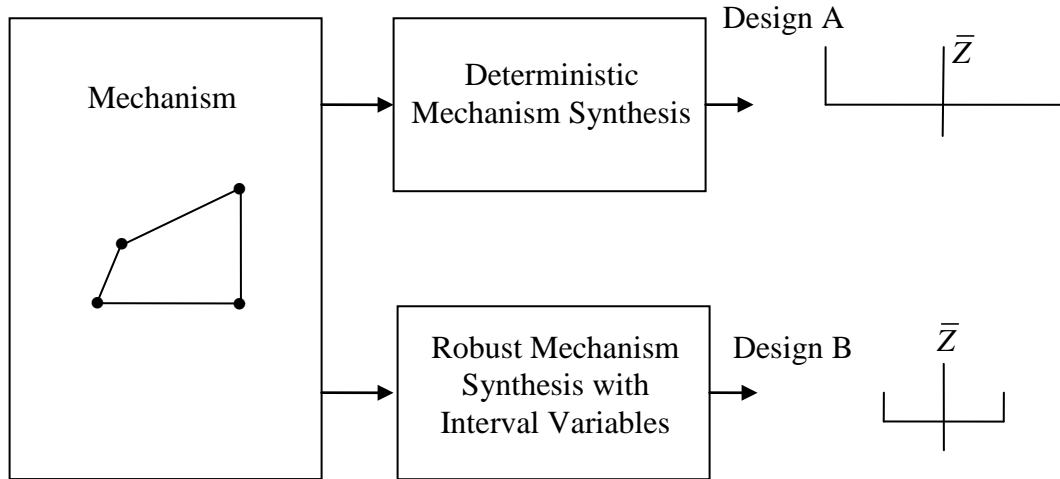 Mechanism
Deterministic
Mechanism Synthesis
Design A
Z̅
Robust Mechanism
Synthesis with
Interval Variables
Design B
Z̅